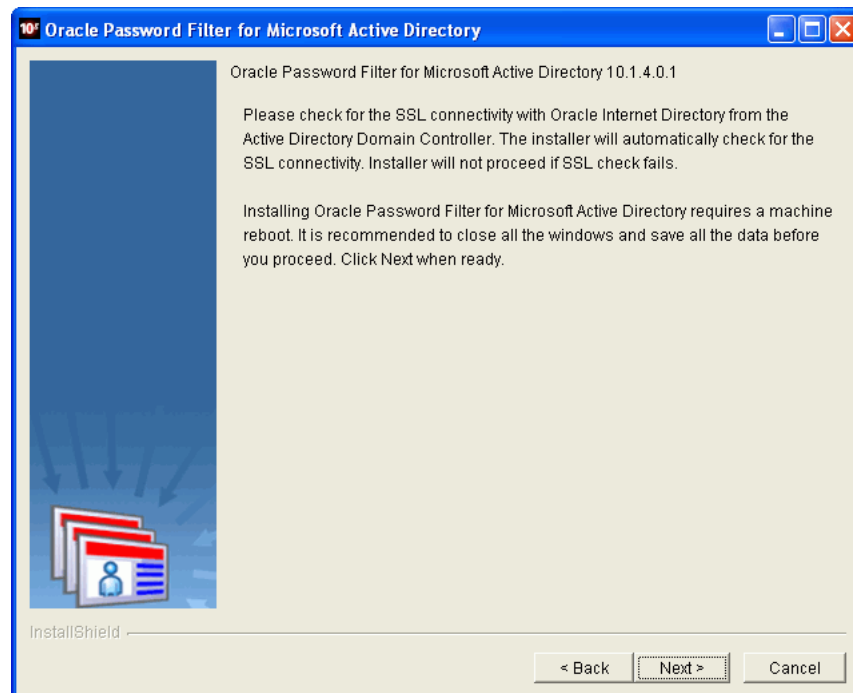 10g Oracle Password Filter for Microsoft Active Directory
Oracle Password Filter for Microsoft Active Directory 10.1.4.0.1
Please check for the SSL connectivity with Oracle Internet Directory from the
Active Directory Domain Controller. The installer will automatically check for the
SSL connectivity. Installer will not proceed if SSL check fails.
Installing Oracle Password Filter for Microsoft Active Directory requires a machine
reboot. It is recommended to close all the windows and save all the data before
you proceed. Click Next when ready.
InstallShield
< Back Next > Cancel